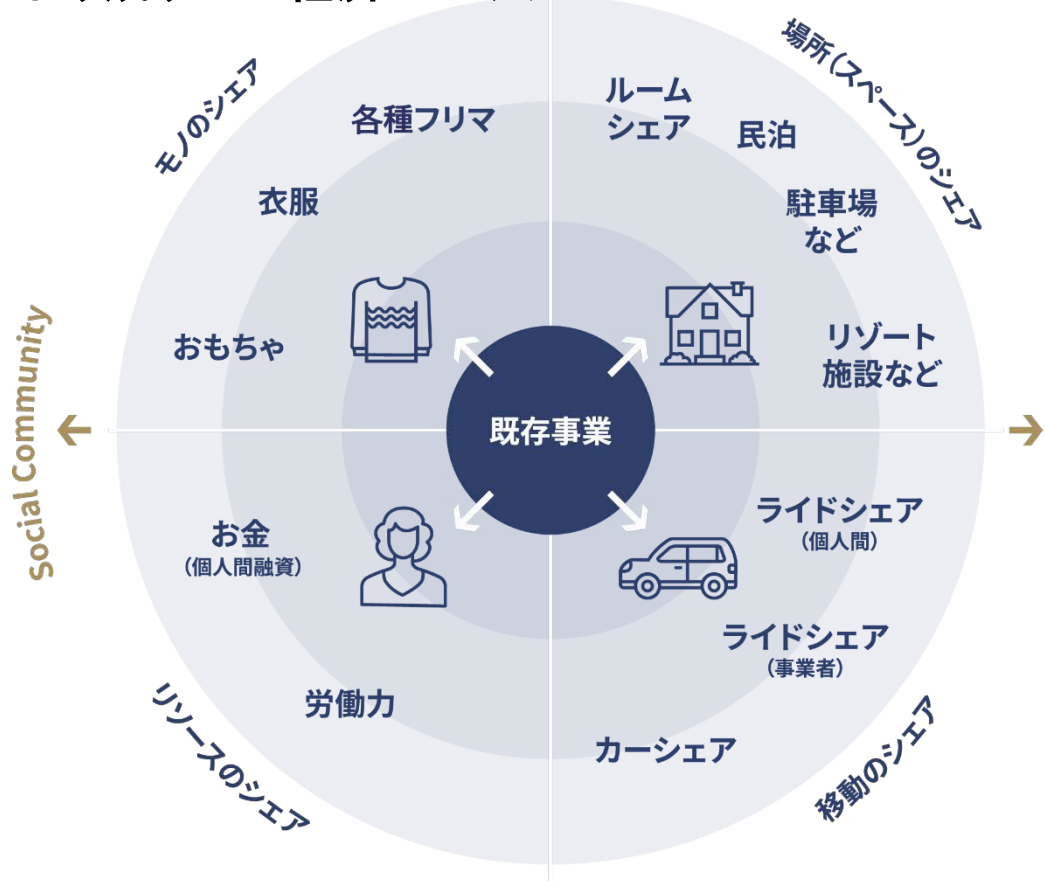 モノのシェア
場所(スペース)のシェア
各種フリマ
ルーム
シェア
民泊
衣服
駐車場
など
おもちゃ
リゾート
施設など
Social Community
既存事業
お金
(個人間融資)
ライドシェア
(個人間)
ライドシェア
(事業者)
労働力
カーシェア
リソースのシェア
移動のシェア